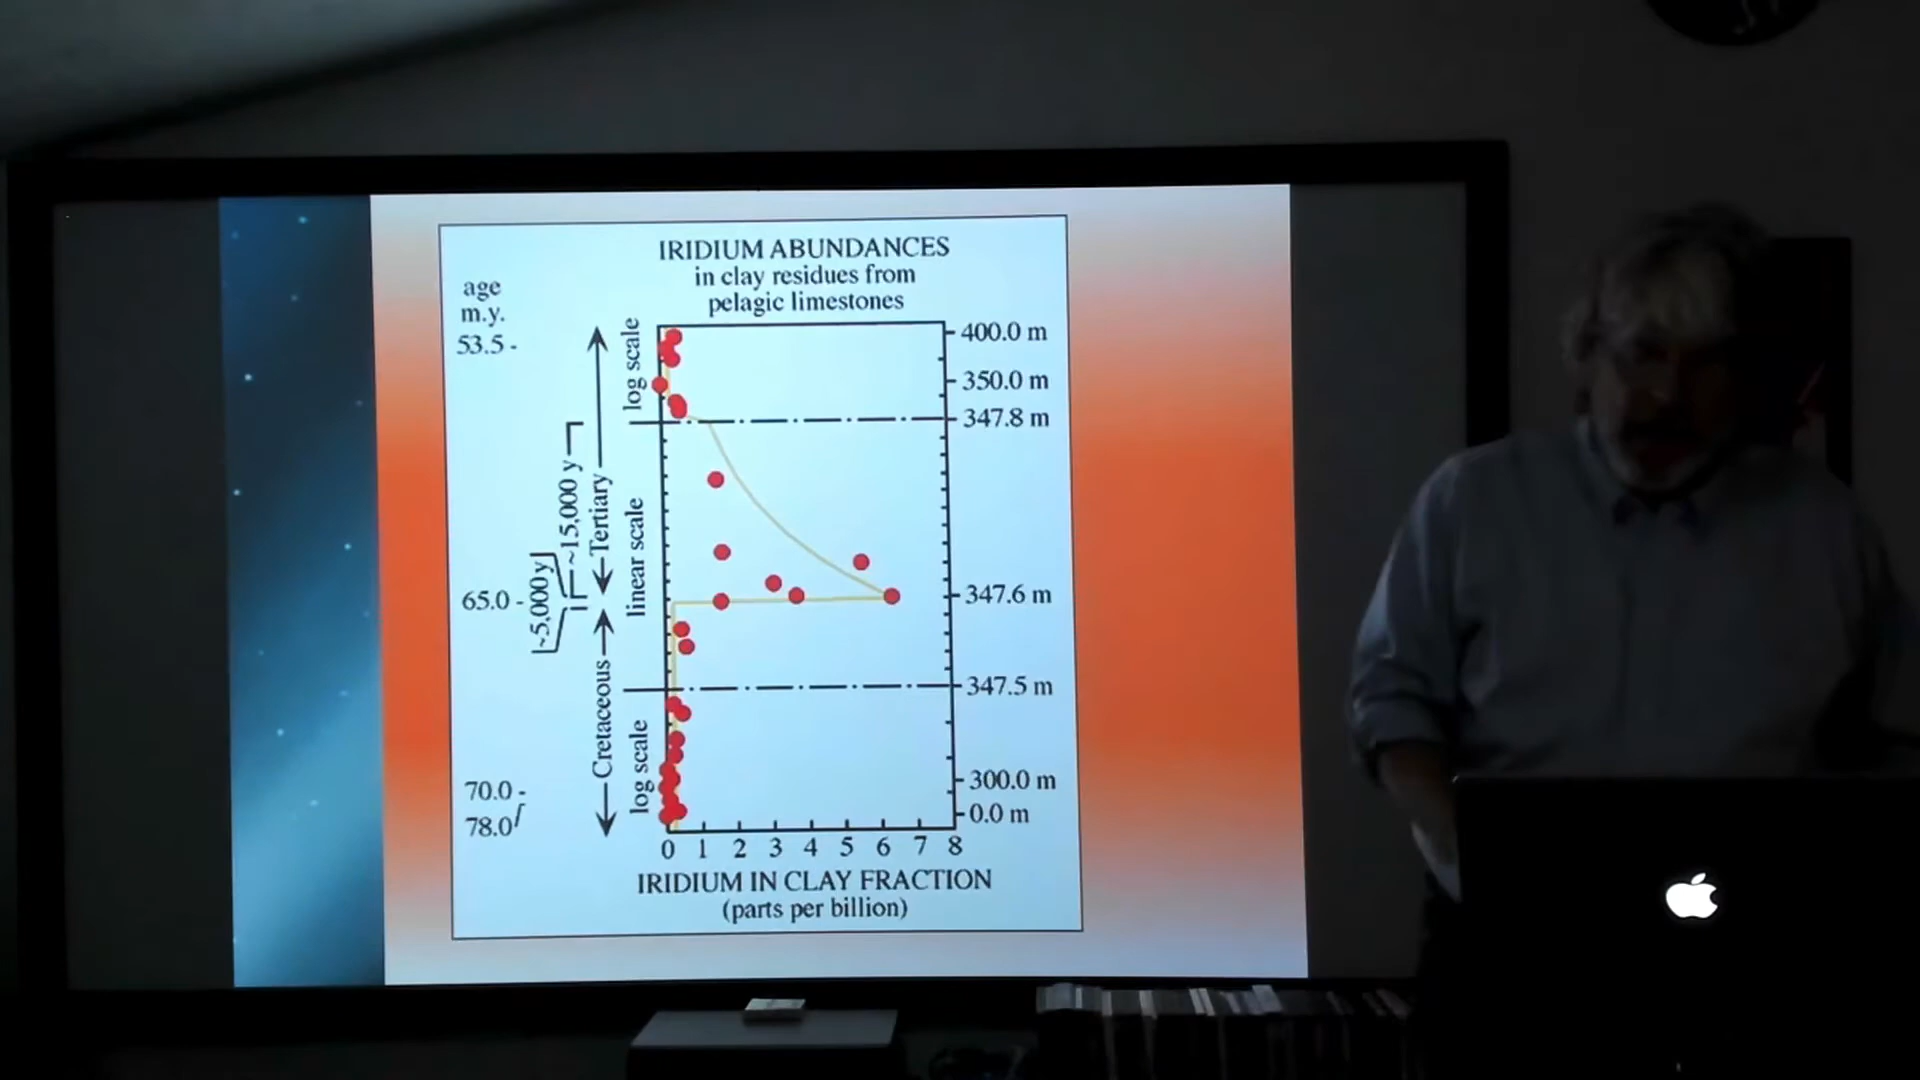 IRIDIUM ABUNDANCES
in clay residues from
pelagic limestones
age
m.y.
53.5 -
65.0 -
70.0 -
78.0
~5,000 y
~15,000 y
Tertiary
Cretaceous
log scale
linear scale
log scale
400.0 m
350.0 m
347.8 m
347.6 m
347.5 m
300.0 m
0.0 m
0 1 2 3 4 5 6 7 8
IRIDIUM IN CLAY FRACTION
(parts per billion)